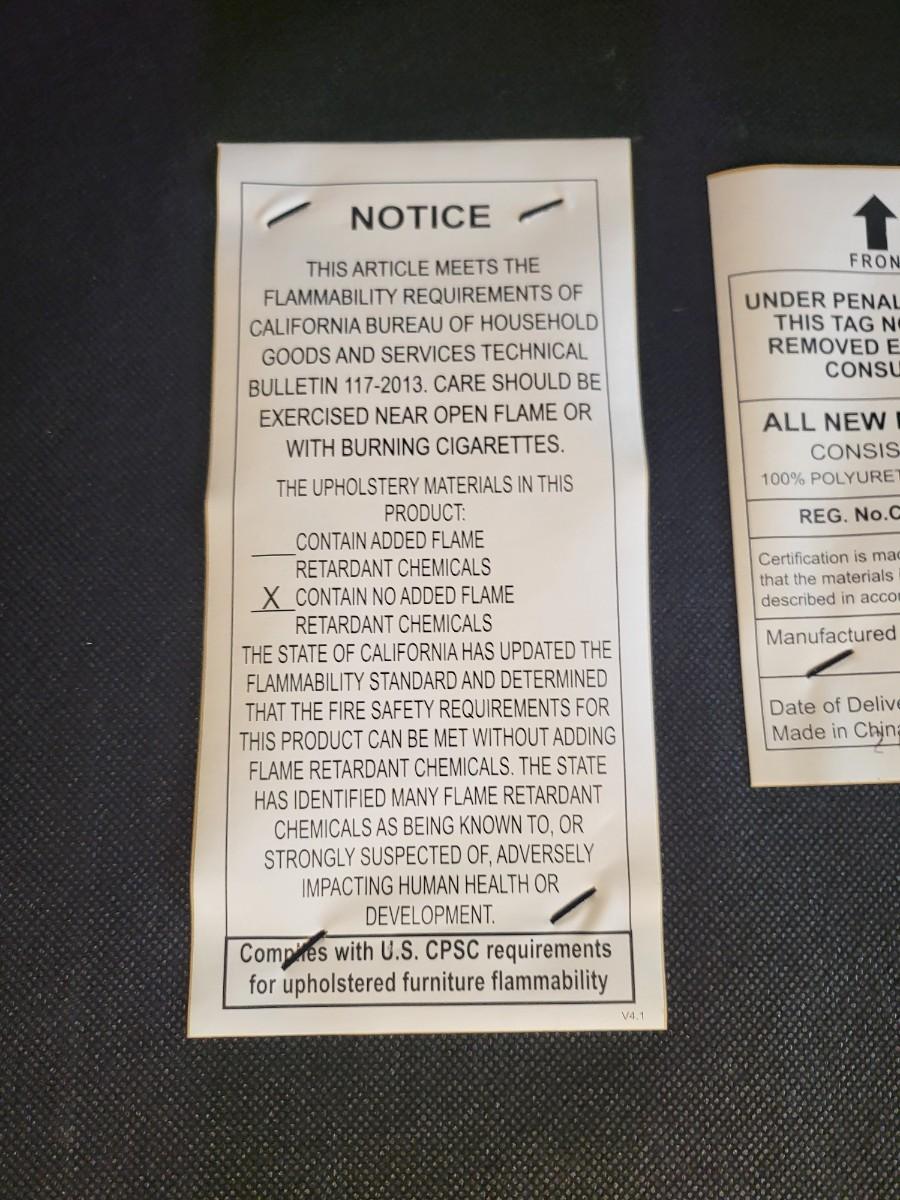 NOTICE
THIS ARTICLE MEETS THE
FLAMMABILITY REQUIREMENTS OF
CALIFORNIA BUREAU OF HOUSEHOLD
GOODS AND SERVICES TECHNICAL
BULLETIN 117-2013. CARE SHOULD BE
EXERCISED NEAR OPEN FLAME OR
WITH BURNING CIGARETTES.
THE UPHOLSTERY MATERIALS IN THIS
PRODUCT:
____CONTAIN ADDED FLAME
RETARDANT CHEMICALS
_X_CONTAIN NO ADDED FLAME
RETARDANT CHEMICALS
THE STATE OF CALIFORNIA HAS UPDATED THE
FLAMMABILITY STANDARD AND DETERMINED
THAT THE FIRE SAFETY REQUIREMENTS FOR
THIS PRODUCT CAN BE MET WITHOUT ADDING
FLAME RETARDANT CHEMICALS. THE STATE
HAS IDENTIFIED MANY FLAME RETARDANT
CHEMICALS AS BEING KNOWN TO, OR
STRONGLY SUSPECTED OF, ADVERSELY
IMPACTING HUMAN HEALTH OR
DEVELOPMENT.
Complies with U.S. CPSC requirements
for upholstered furniture flammability
V4.1
FRON
UNDER PENAL
THIS TAG NO
REMOVED E
CONSU
ALL NEW
CONSIS
100% POLYURET
REG. No.C
Certification is mad
that the materials
described in accor
Manufactured
Date of Delive
Made in China